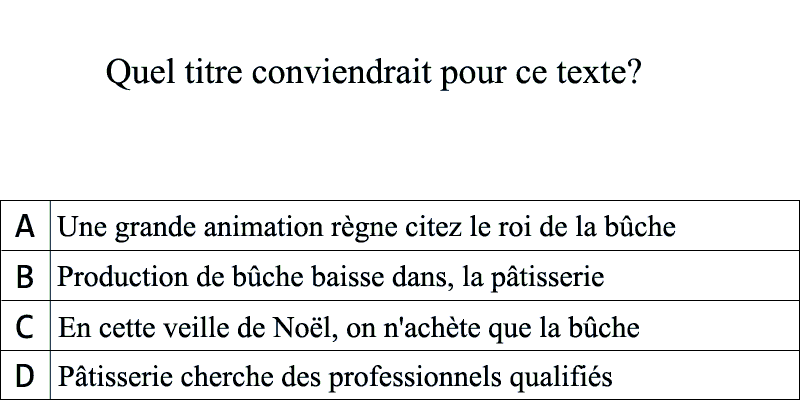 Quel titre conviendrait pour ce texte?
A Une grande animation règne citez le roi de la bûche
B Production de bûche baisse dans, la pâtisserie
C En cette veille de Noël, on n'achète que la bûche
D Pâtisserie cherche des professionnels qualifiés